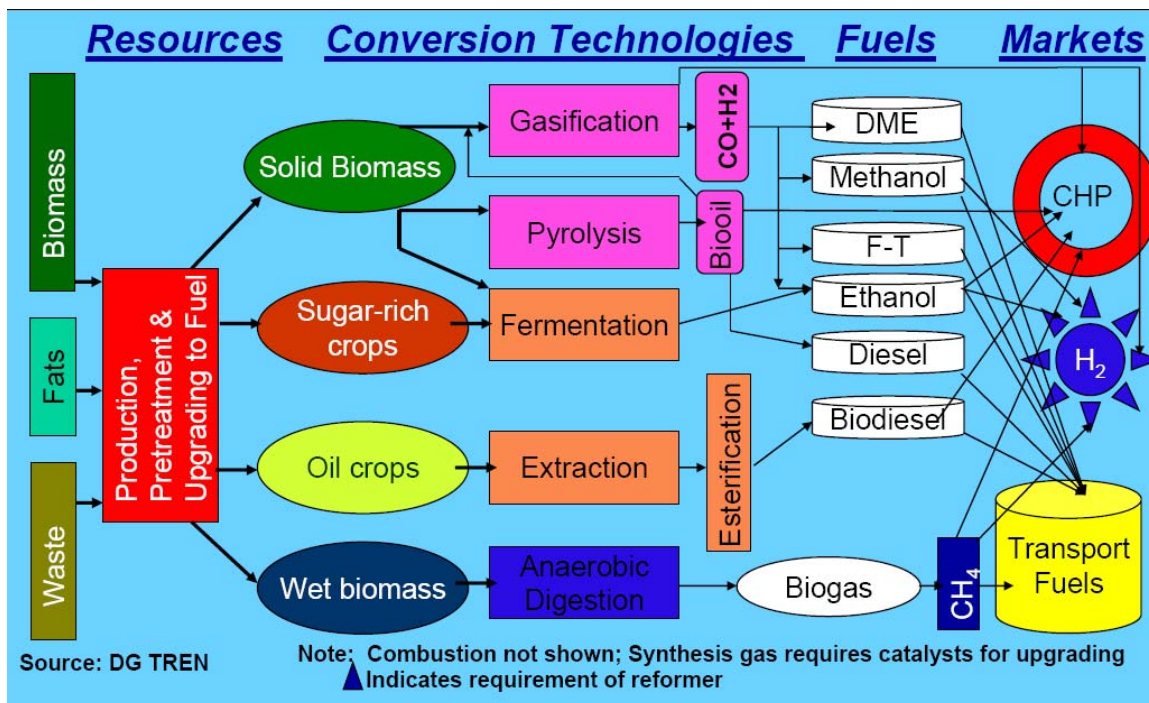 Resources
Conversion Technologies
Fuels
Markets
Biomass
Fats
Waste
Production,
Pretreatment &
Upgrading to Fuel
Solid Biomass
Sugar-rich
crops
Oil crops
Wet biomass
Gasification
Pyrolysis
Fermentation
Extraction
Anaerobic
Digestion
CO+H2
Biooil
Esterification
Biogas
DME
Methanol
F-T
Ethanol
Diesel
Biodiesel
CH4
CHP
H2
Transport
Fuels
Source: DG TREN
Note: Combustion not shown; Synthesis gas requires catalysts for upgrading
Indicates requirement of reformer